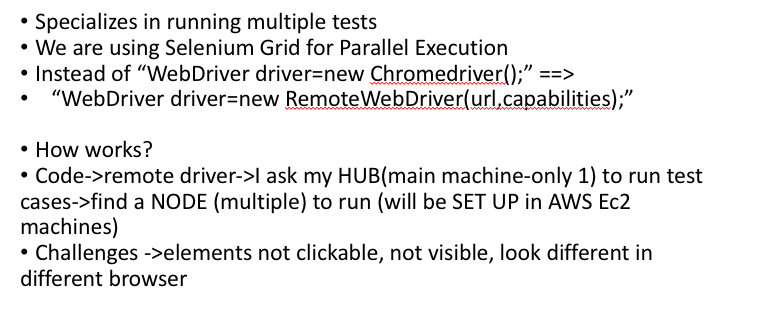 • Specializes in running multiple tests
• We are using Selenium Grid for Parallel Execution
• Instead of “WebDriver driver=new Chromedriver();” ==>
• “WebDriver driver=new RemoteWebDriver(url,capabilities);”
• How works?
• Code->remote driver->I ask my HUB(main machine-only 1) to run test
cases->find a NODE (multiple) to run (will be SET UP in AWS Ec2
machines)
• Challenges ->elements not clickable, not visible, look different in
different browser